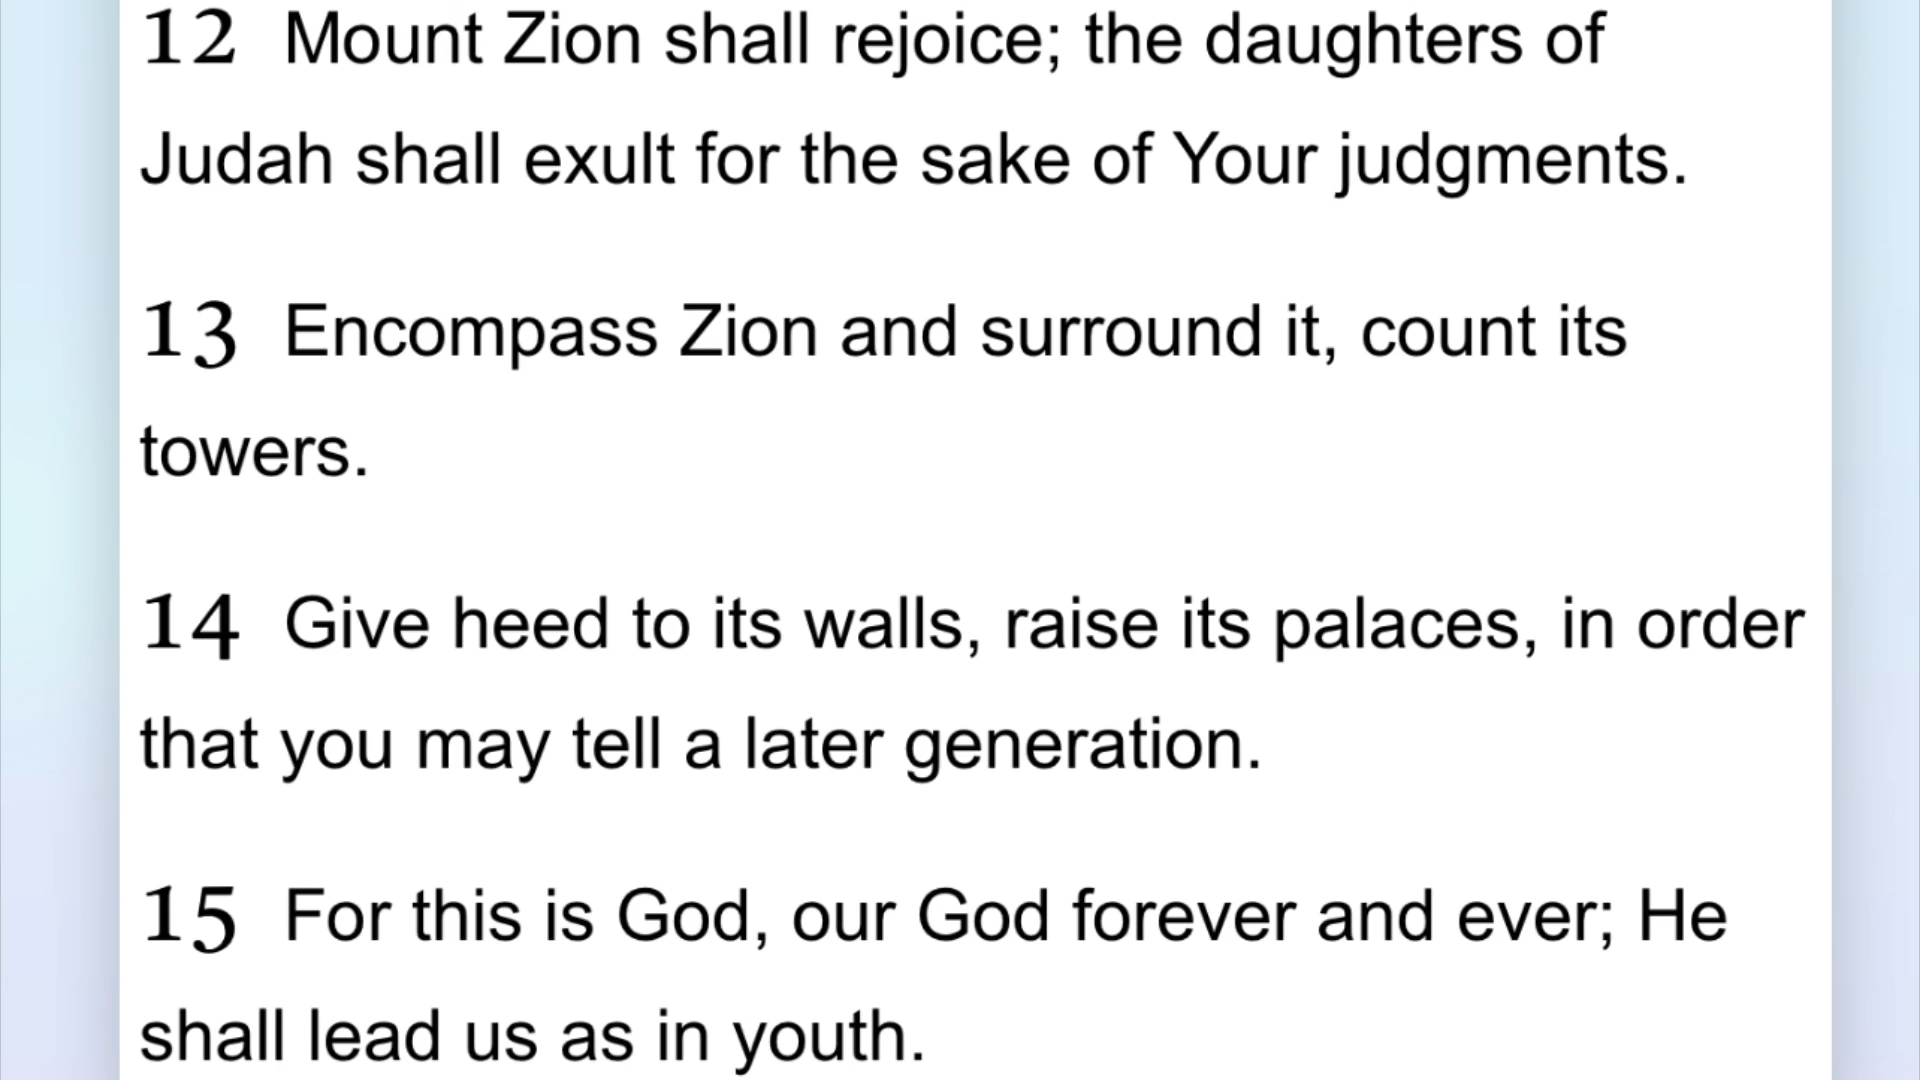 12 Mount Zion shall rejoice; the daughters of
Judah shall exult for the sake of Your judgments.
13 Encompass Zion and surround it, count its
towers.
14 Give heed to its walls, raise its palaces, in order
that you may tell a later generation.
15 For this is God, our God forever and ever; He
shall lead us as in youth.